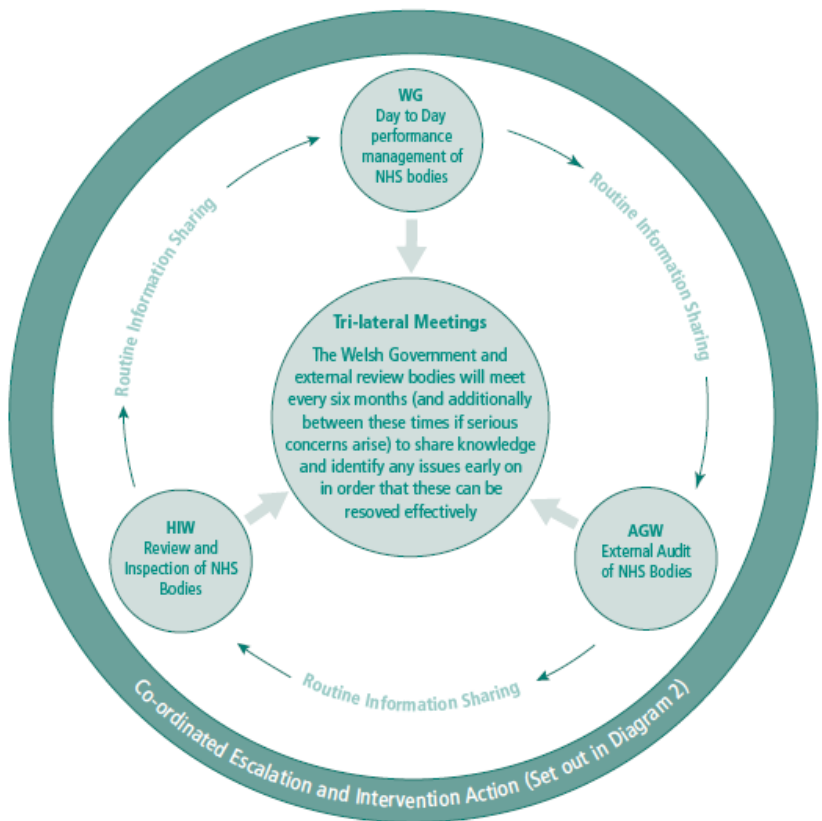 WG
Day to Day
performance
management of
NHS bodies
Routine Information Sharing
Routine Information Sharing
Tri-lateral Meetings
The Welsh Government and
external review bodies will meet
every six months (and additionally
between these times if serious
concerns arise) to share knowledge
and identify any issues early on
in order that these can be
resoved effectively
HIW
Review and
Inspection of NHS
Bodies
AGW
External Audit
of NHS Bodies
Routine Information Sharing
Co-ordinated Escalation and Intervention Action (Set out in Diagram 2)